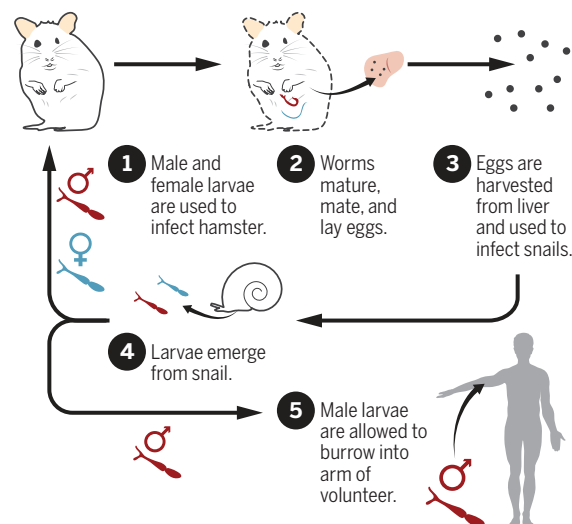 1 Male and
female larvae
are used to
infect hamster.
2 Worms
mature,
mate, and
lay eggs.
3 Eggs are
harvested
from liver
and used to
infect snails.
4 Larvae emerge
from snail.
5 Male larvae
are allowed to
burrow into
arm of
volunteer.